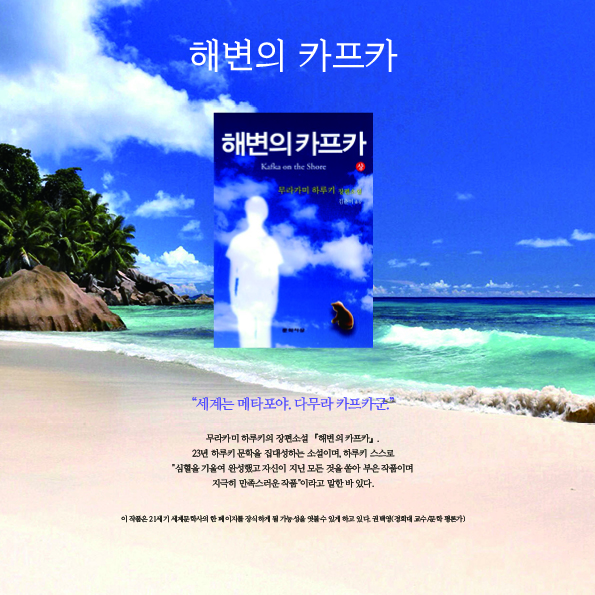 해변의 카프카
해변의 카프카
Kafka on the Shore
상
무라카미 하루키 장편소설
문학사상
“세계는 메타포야. 다무라 카프카군.”
무라카미 하루키의 장편소설 『해변의 카프카』.
23년 하루키 문학을 집대성하는 소설이며, 하루키 스스로
"심혈을 기울여 완성했고 자신이 지닌 모든 것을 쏟아 부은 작품이며
지극히 만족스러운 작품"이라고 말한 바 있다.
이 작품은 21세기 세계문학사의 한 페이지를 장식하게 될 가능성을 엿볼수 있게 하고 있다. 권택영(경희대 교수/문학 평론가)